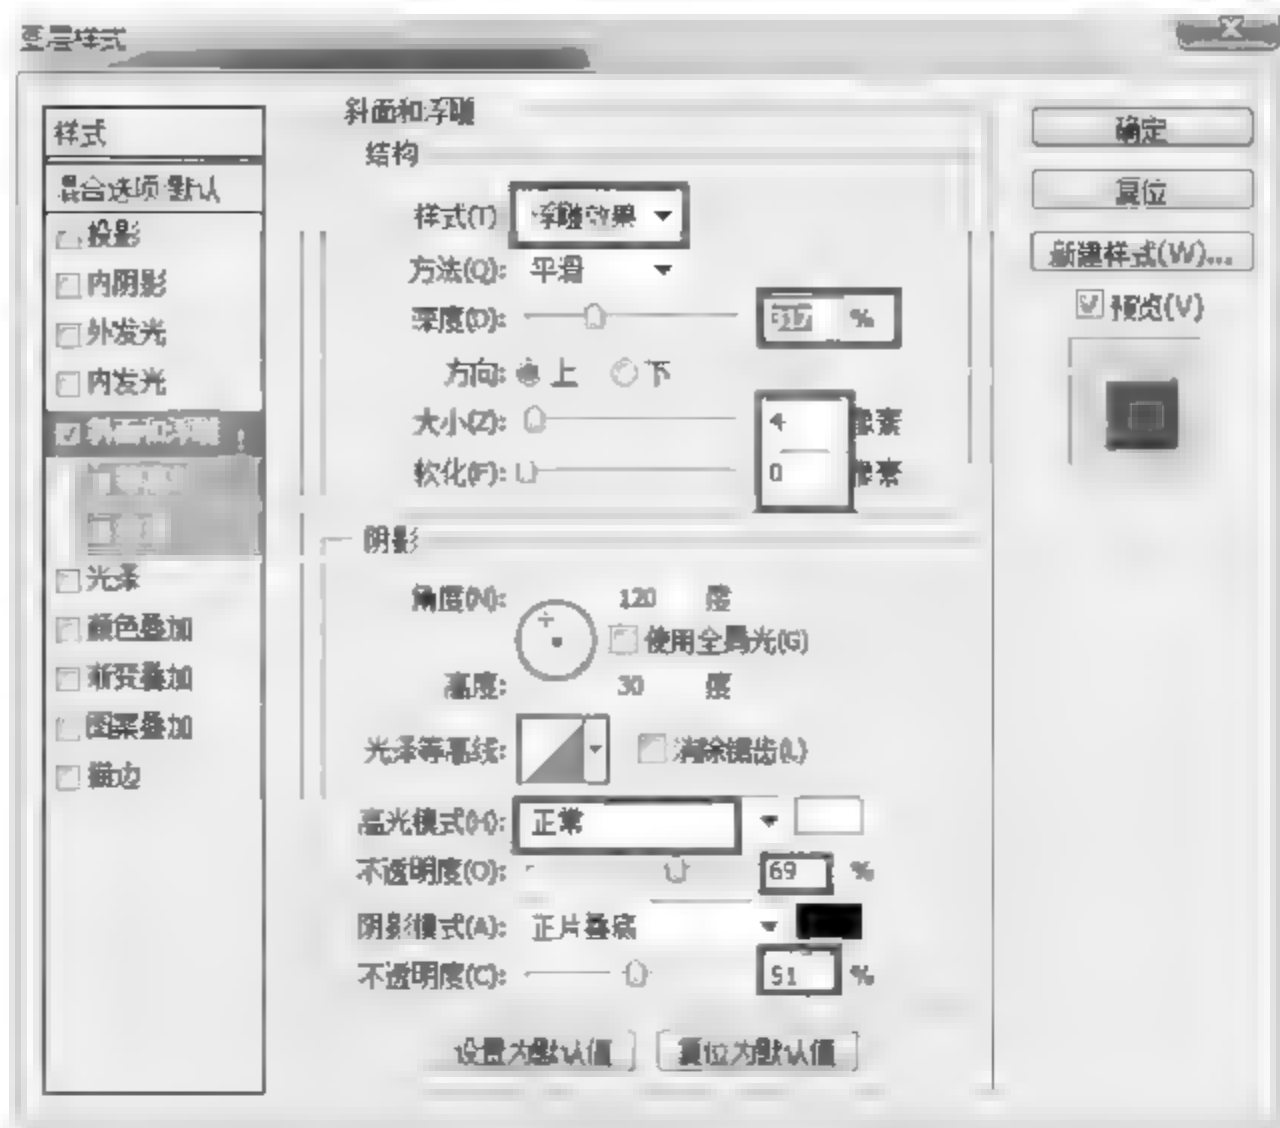 图层样式
样式
混合选项:默认
投影
内阴影
外发光
内发光
斜面和浮雕
光泽
颜色叠加
渐变叠加
图案叠加
描边
斜面和浮雕
结构
样式(T) 浮雕效果
方法(Q): 平滑
深度(D): %
方向: 上 下
大小(Z): 4 像素
软化(F): 0 像素
阴影
角度(N): 120 度
使用全局光(G)
高度: 30 度
光泽等高线: 消除锯齿(L)
高光模式(H): 正常
不透明度(O): 69 %
阴影模式(A): 正片叠底
不透明度(C): 51 %
设置为默认值 复位为默认值
确定
复位
新建样式(W)...
预览(V)